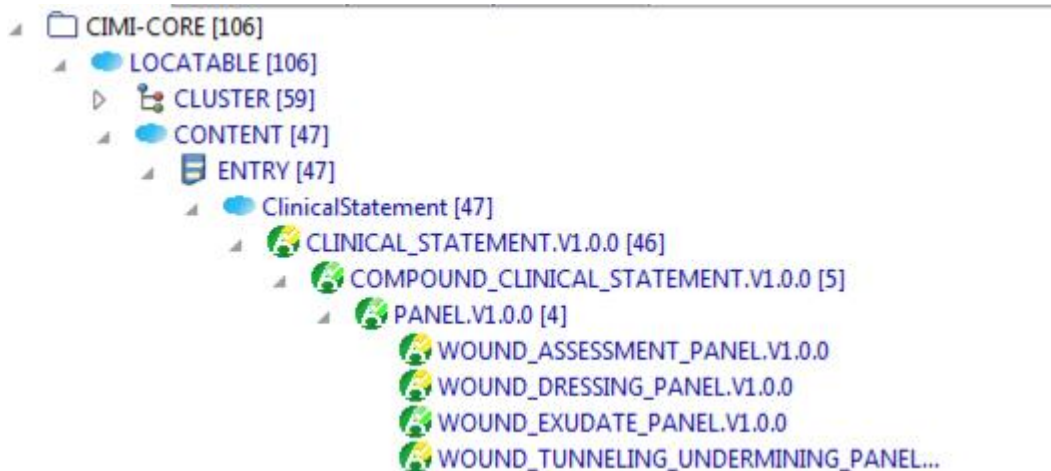 CIMI-CORE [106]
LOCATABLE [106]
CLUSTER [59]
CONTENT [47]
ENTRY [47]
ClinicalStatement [47]
CLINICAL_STATEMENT.V1.0.0 [46]
COMPOUND_CLINICAL_STATEMENT.V1.0.0 [5]
PANEL.V1.0.0 [4]
WOUND_ASSESSMENT_PANEL.V1.0.0
WOUND_DRESSING_PANEL.V1.0.0
WOUND_EXUDATE_PANEL.V1.0.0
WOUND_TUNNELING_UNDERMINING_PANEL...